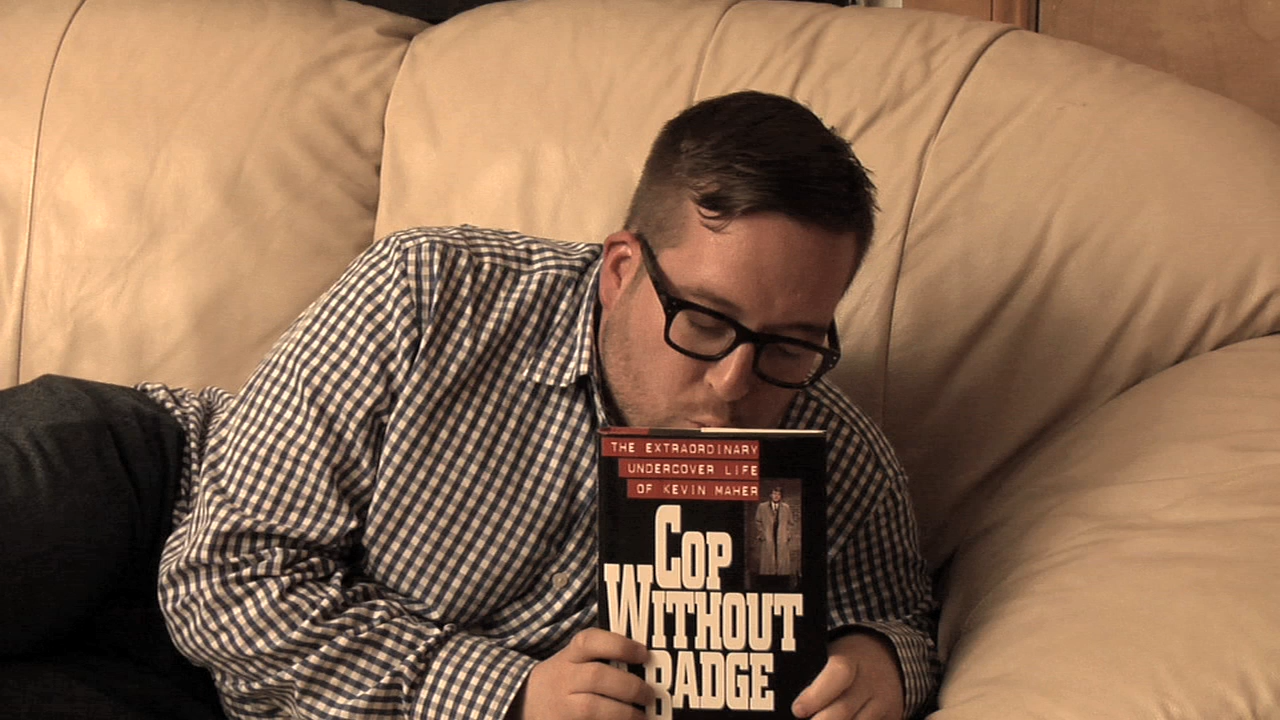 THE EXTRAORDINARY
UNDERCOVER LIFE
OF KEVIN MAHER
COP
WITHOUT
A BADGE